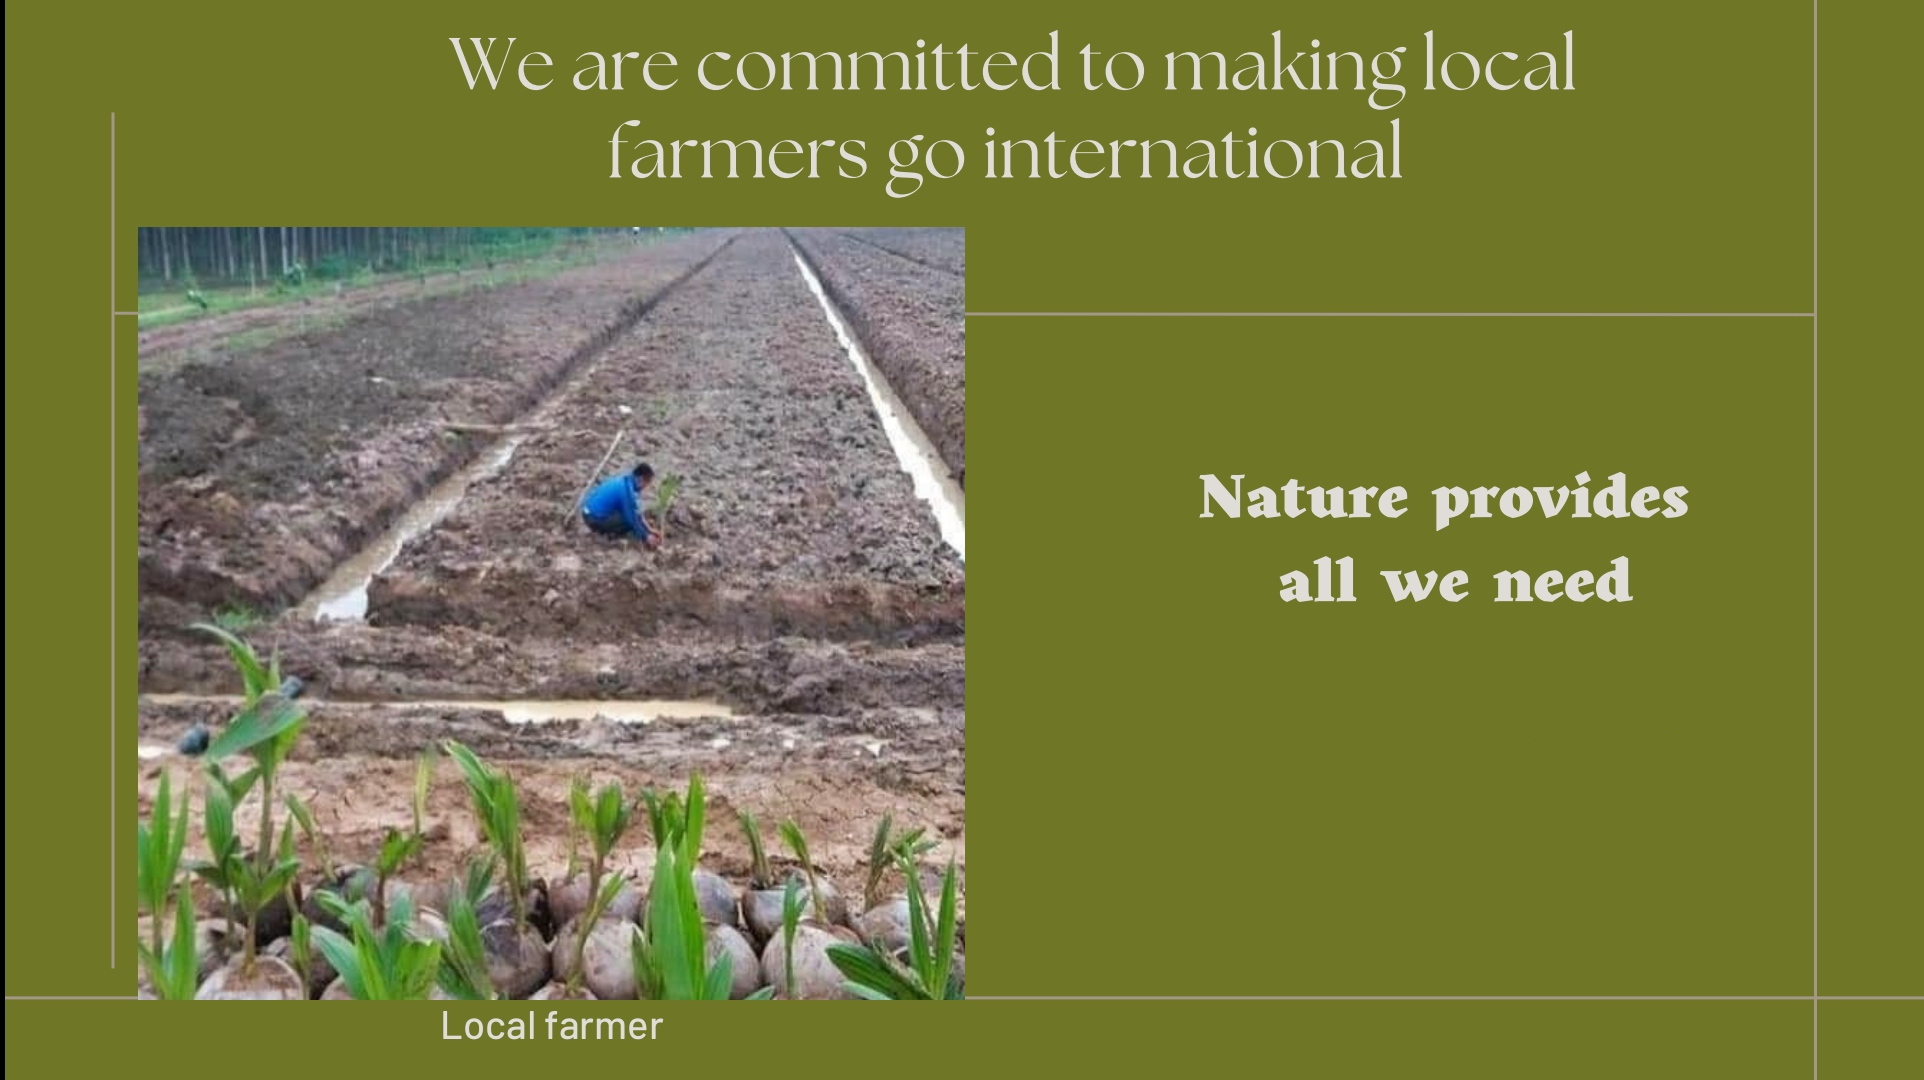 We are committed to making local
farmers go international
Nature provides
all we need
Local farmer